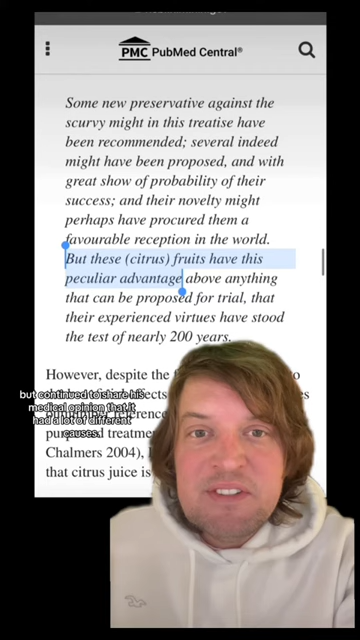 PMC PubMed Central®
Some new preservative against the
scurvy might in this treatise have
been recommended; several indeed
might have been proposed, and with
great show of probability of their
success; and their novelty might
perhaps have procured them a
favourable reception in the world.
But these (citrus) fruits have this
peculiar advantage above anything
that can be proposed for trial, that
their experienced virtues have stood
the test of nearly 200 years.
However, despite the
to
but continued to share his
medical opinion that it
had a lot of different
causes.
Chalmers 2004),
that citrus juice is